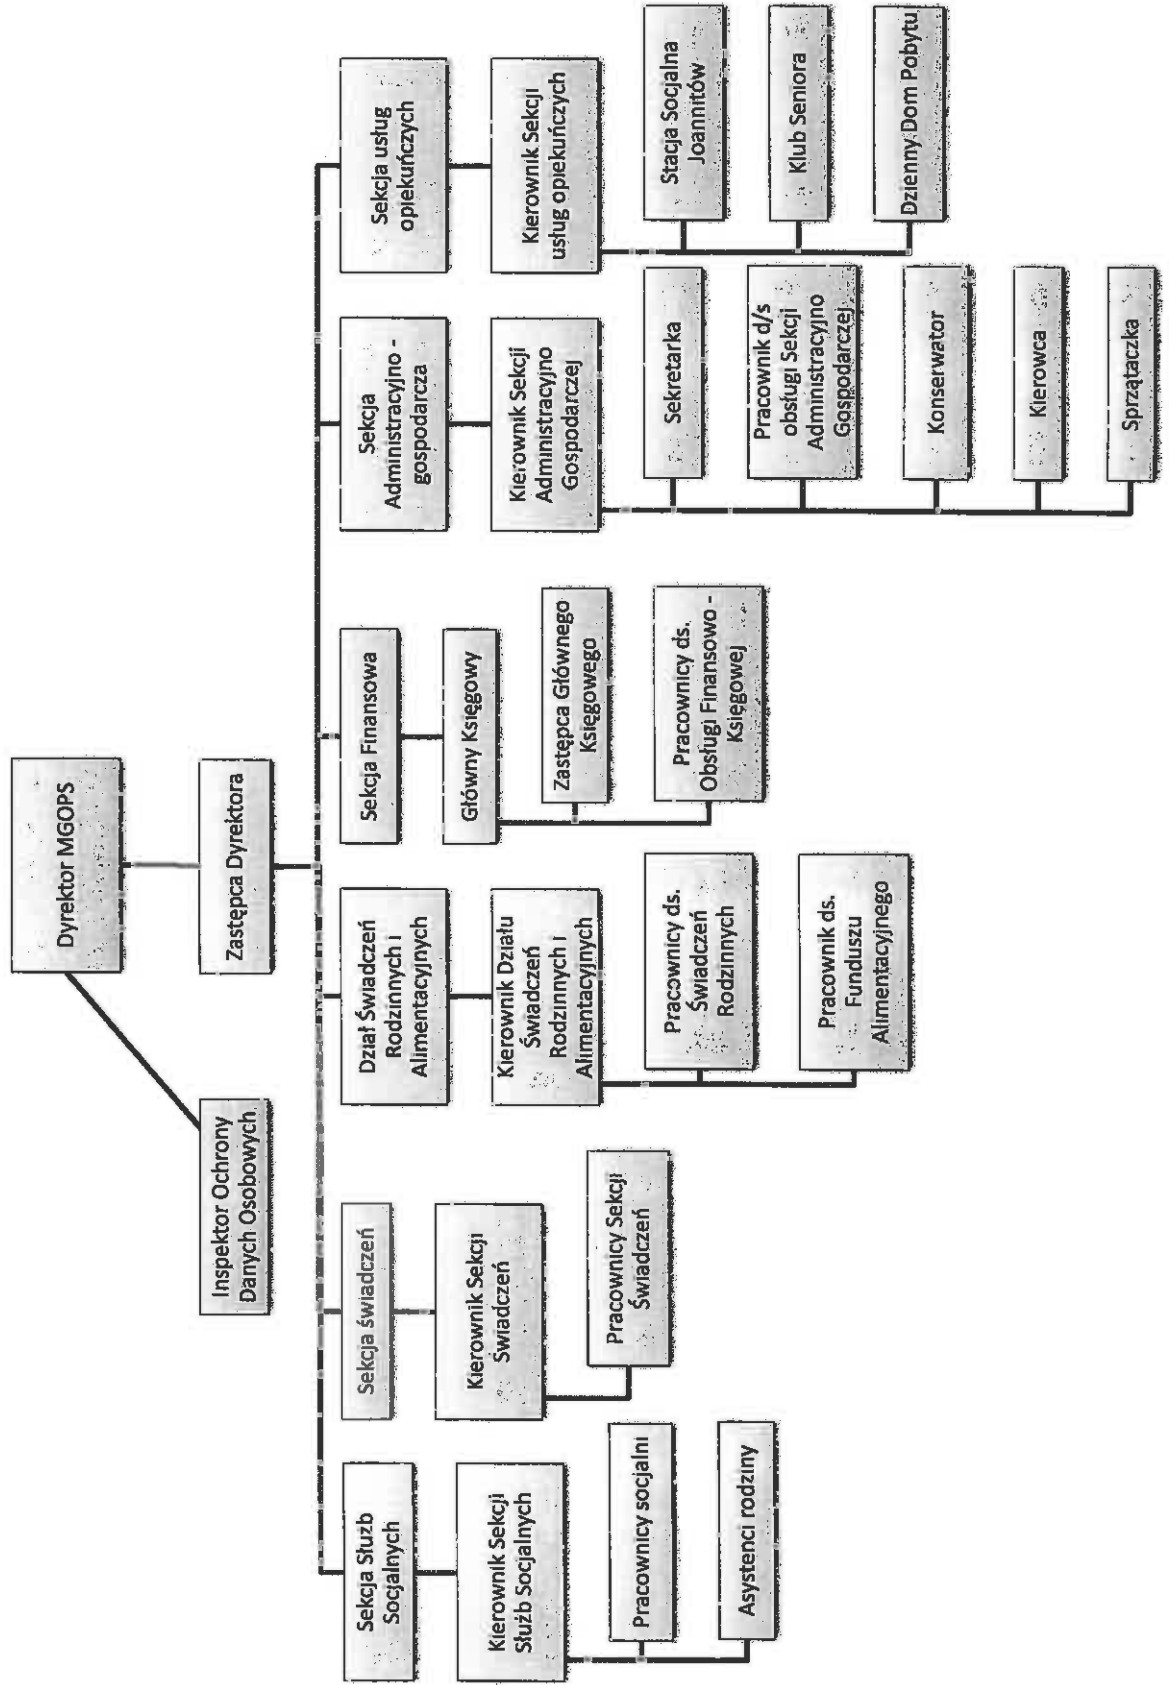 Dyrektor MGOPS
Inspektor Ochrony
Danych Osobowych
Zastępca Dyrektora
Sekcja Służb
Socjalnych
Kierownik Sekcji
Służb Socjalnych
Pracownicy socjalni
Asystenci rodziny
Sekcja świadczeń
Kierownik Sekcji
Świadczeń
Pracownicy Sekcji
Świadczeń
Dział Świadczeń
Rodzinnych i
Alimentacyjnych
Kierownik Działu
Świadczeń
Rodzinnych i
Alimentacyjnych
Pracownicy ds.
Świadczeń
Rodzinnych
Pracownik ds.
Funduszu
Alimentacyjnego
Sekcja Finansowa
Główny Księgowy
Zastępca Głównego
Księgowego
Pracownicy ds.
Obsługi Finansowo -
Księgowej
Sekcja
Administracyjno -
gospodarcza
Kierownik Sekcji
Administracyjno
Gospodarczej
Sekretarka
Pracownik d/s
obsługi Sekcji
Administracyjno
Gospodarczej
Konserwator
Kierowca
Sprzątaczka
Sekcja usług
opiekuńczych
Kierownik Sekcji
usług opiekuńczych
Stacja Socjalna
Joannitów
Klub Seniora
Dzienny Dom Pobytu